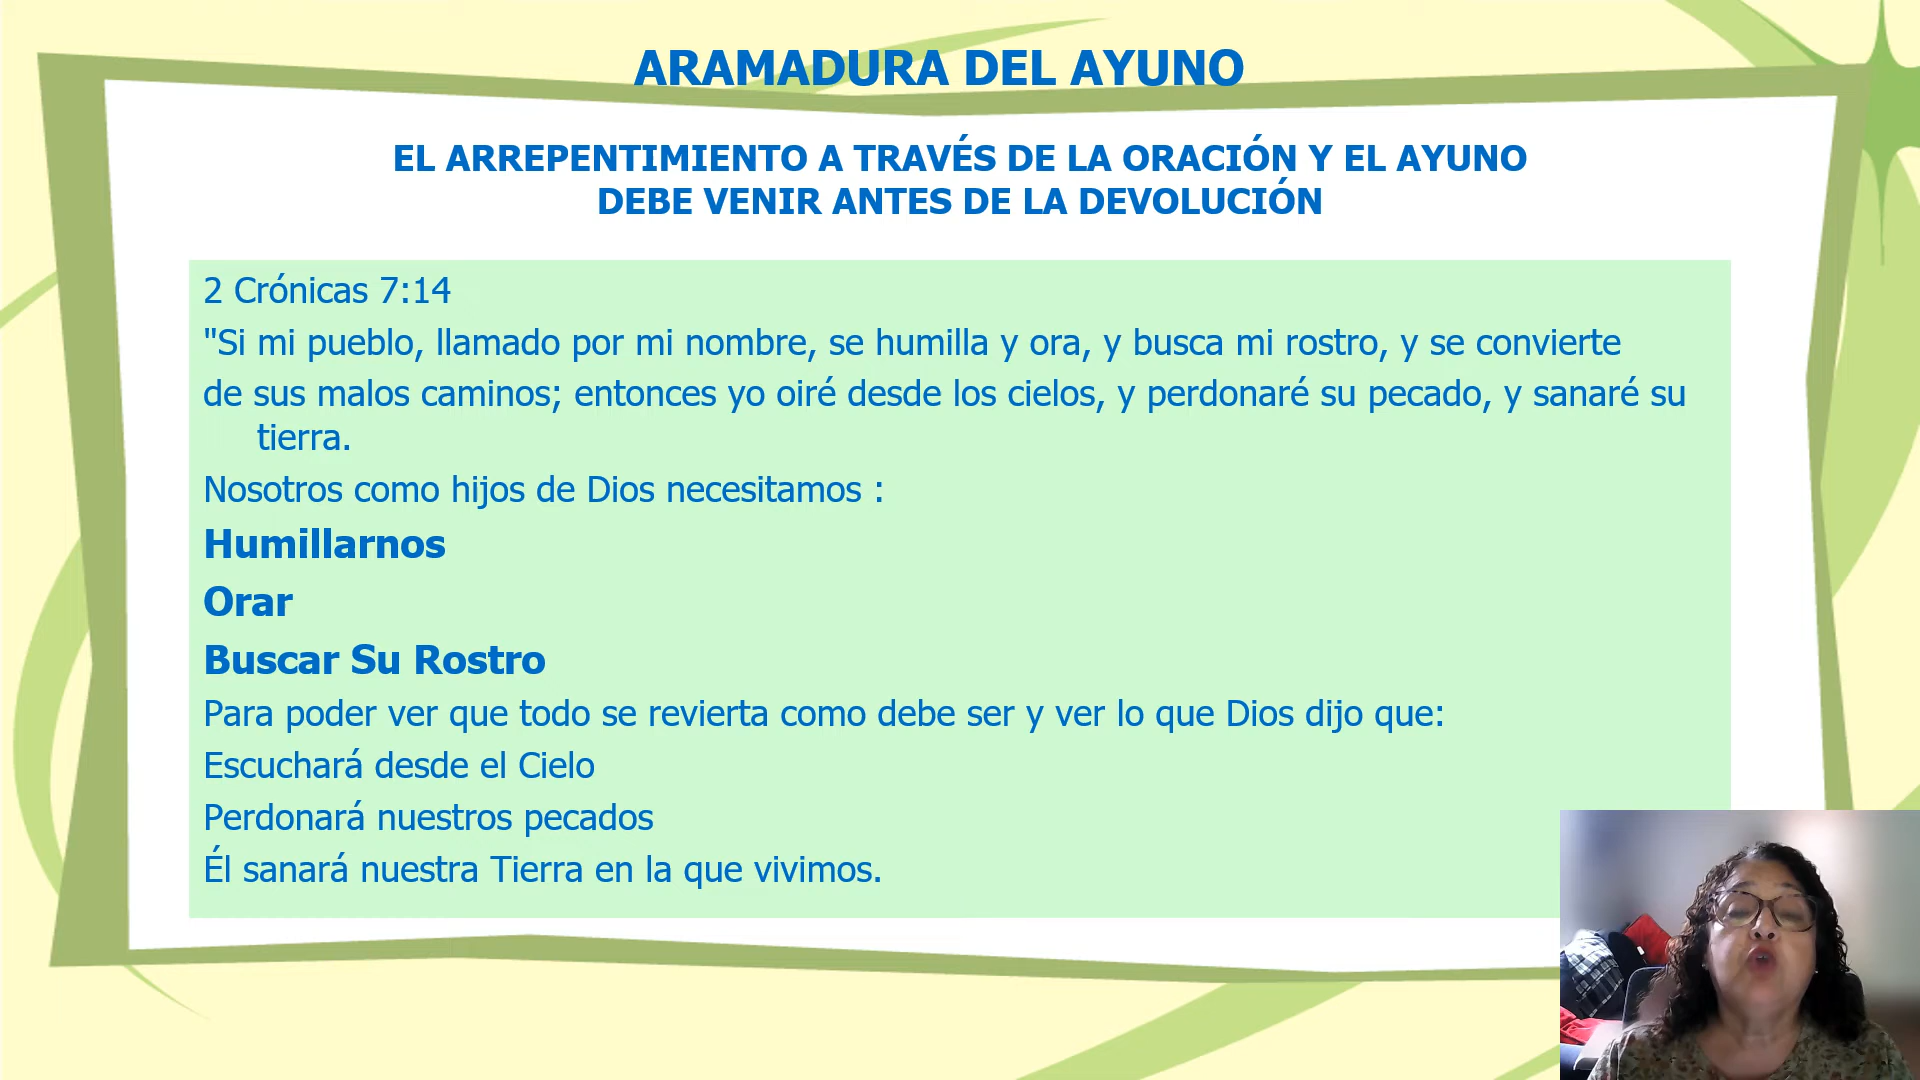 ARAMADURA DEL AYUNO
EL ARREPENTIMIENTO A TRAVÉS DE LA ORACIÓN Y EL AYUNO
DEBE VENIR ANTES DE LA DEVOLUCIÓN
2 Crónicas 7:14
"Si mi pueblo, llamado por mi nombre, se humilla y ora, y busca mi rostro, y se convierte
de sus malos caminos; entonces yo oiré desde los cielos, y perdonaré su pecado, y sanaré su
tierra.
Nosotros como hijos de Dios necesitamos :
Humillarnos
Orar
Buscar Su Rostro
Para poder ver que todo se revierta como debe ser y ver lo que Dios dijo que:
Escuchará desde el Cielo
Perdonará nuestros pecados
Él sanará nuestra Tierra en la que vivimos.